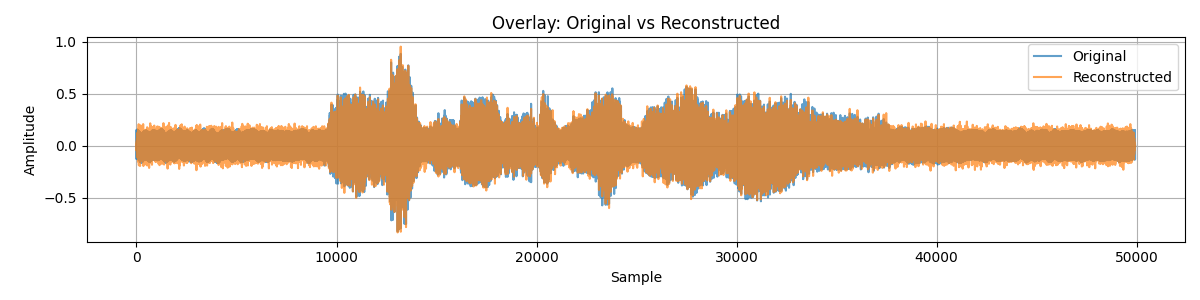 Overlay: Original vs Reconstructed
1.0
0.5
0.0
−0.5
Amplitude
Original
Reconstructed
0
10000
20000
30000
40000
50000
Sample